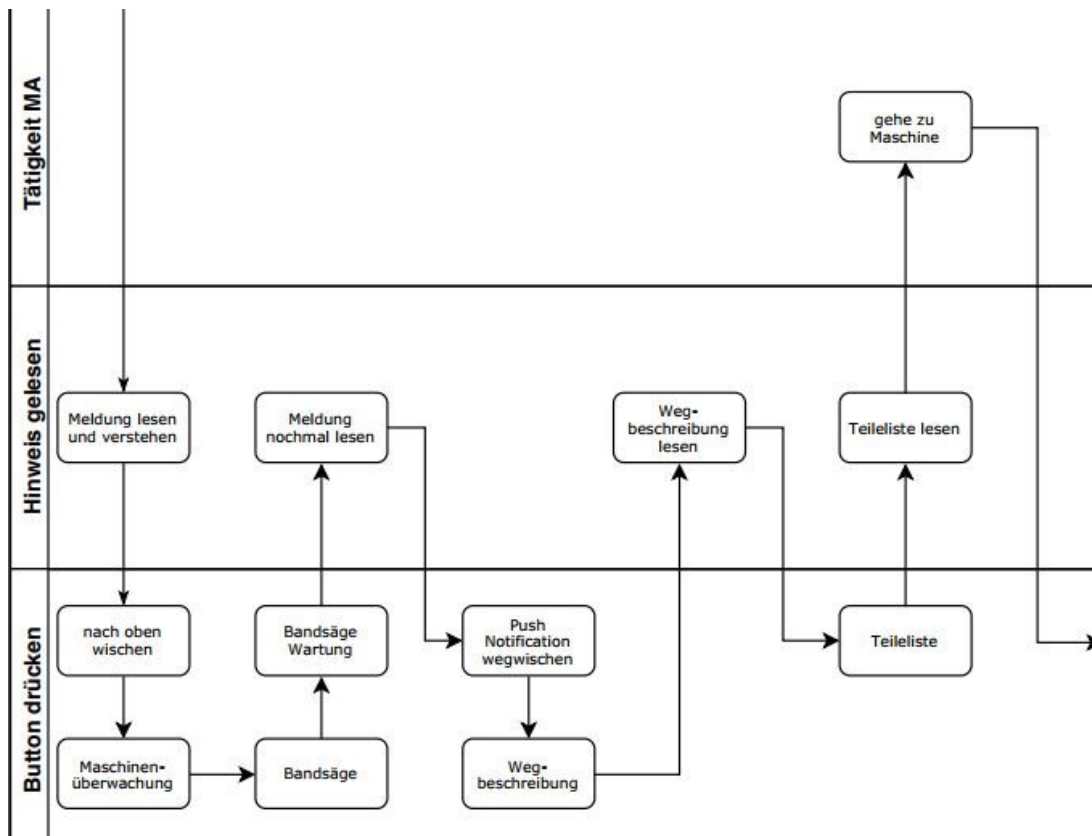 Tätigkeit MA
gehe zu
Maschine
Hinweis gelesen
Meldung lesen
und verstehen
Meldung
nochmal lesen
Weg-
beschreibung
lesen
Teileliste lesen
Button drücken
nach oben
wischen
Bandsäge
Wartung
Push
Notification
wegwischen
Teileliste
Maschinen-
überwachung
Bandsäge
Weg-
beschreibung